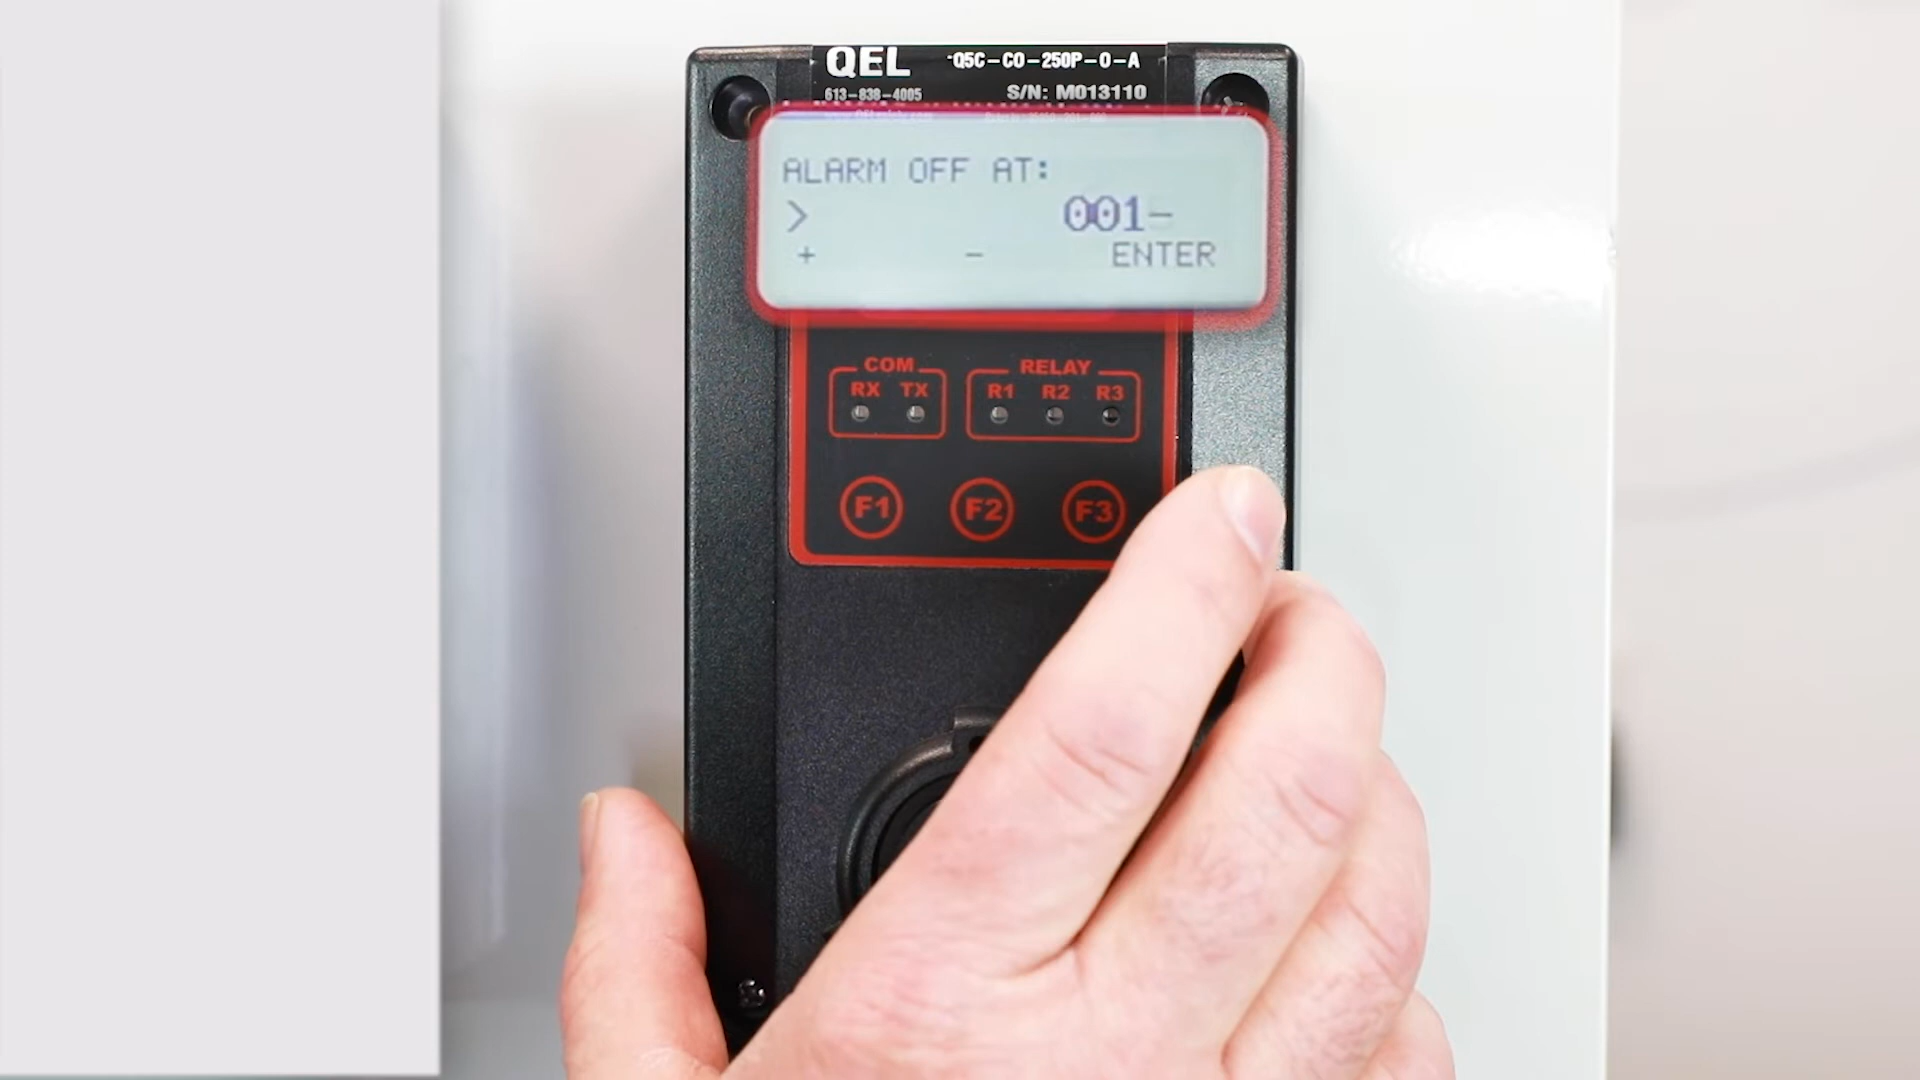 QEL Q5C-CO-250P-O-A
613-838-4005 S/N: M013110
ALARM OFF AT:
> 001-
+ - ENTER
COM RELAY
RX TX R1 R2 R3
F1 F2 F3